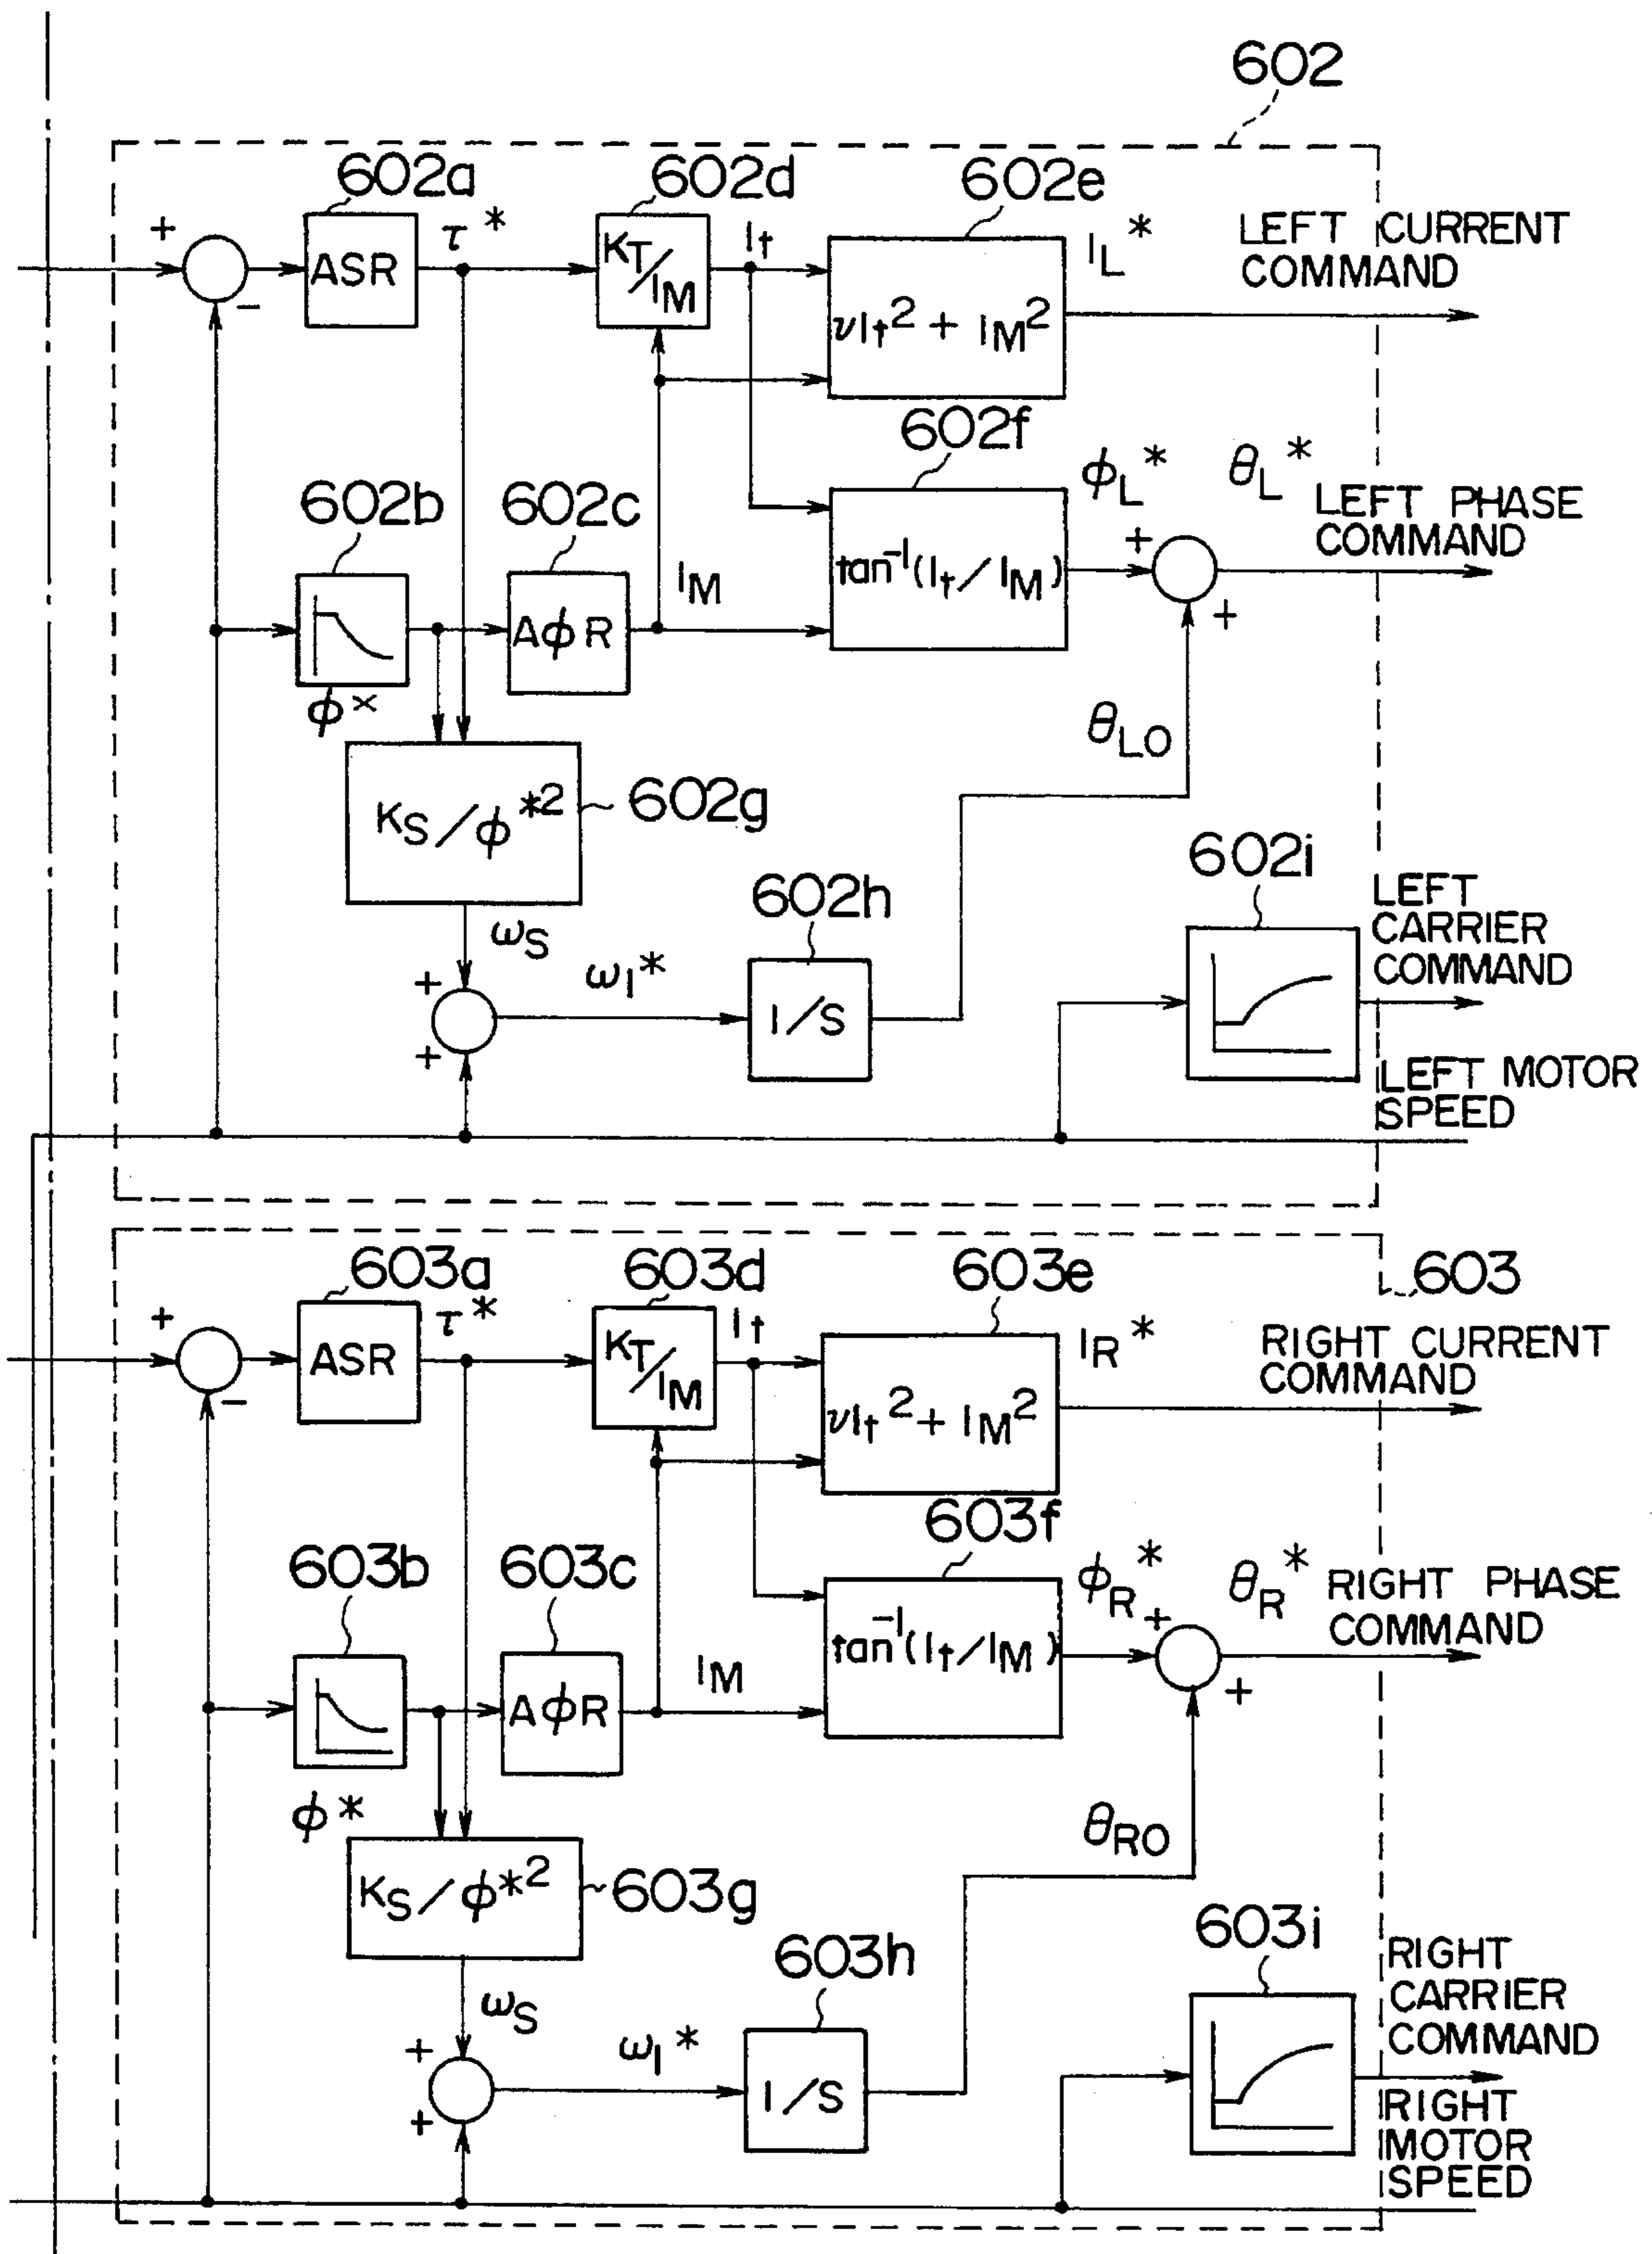 602
602a
602d
602e
+
-
ASR
τ*
KT/IM
It
νIt² + IM²
IL*
LEFT CURRENT
COMMAND
602b
602c
602f
φ*
AφR
IM
tan⁻¹(It/IM)
φL*
θL*
+
+
LEFT PHASE
COMMAND
θLO
KS/φ*²
602g
602h
602i
ωS
+
+
ω1*
1/S
LEFT
CARRIER
COMMAND
LEFT MOTOR
SPEED
603
603a
603d
603e
+
-
ASR
τ*
KT/IM
It
νIt² + IM²
IR*
RIGHT CURRENT
COMMAND
603b
603c
603f
φ*
AφR
IM
tan⁻¹(It/IM)
φR*
θR*
+
+
RIGHT PHASE
COMMAND
θRO
KS/φ*²
603g
603h
603i
ωS
+
+
ω1*
1/S
RIGHT
CARRIER
COMMAND
RIGHT
MOTOR
SPEED